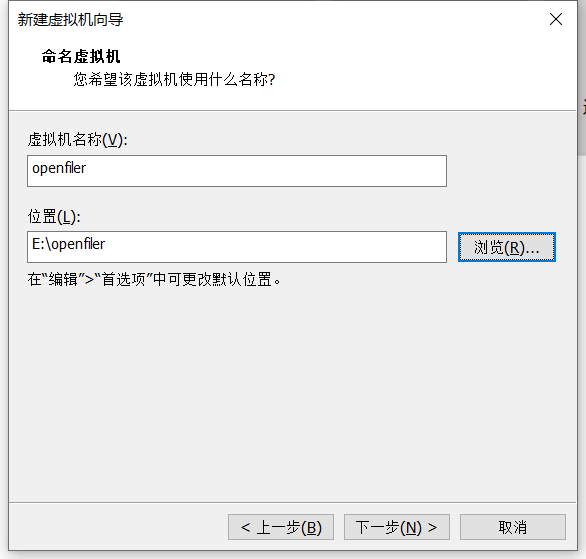 新建虚拟机向导
命名虚拟机
您希望该虚拟机使用什么名称?
虚拟机名称(V):
openfiler
位置(L):
E:\openfiler
浏览(R)...
在“编辑”>“首选项”中可更改默认位置。
< 上一步(B)
下一步(N) >
取消